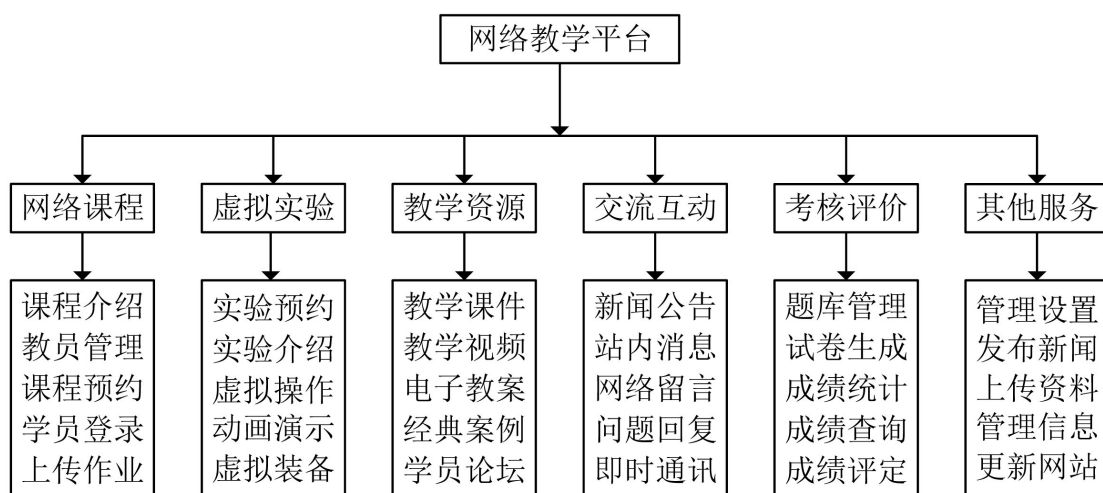 网络教学平台
网络课程
虚拟实验
教学资源
交流互动
考核评价
其他服务
课程介绍
教员管理
课程预约
学员登录
上传作业
实验预约
实验介绍
虚拟操作
动画演示
虚拟装备
教学课件
教学视频
电子教案
经典案例
学员论坛
新闻公告
站内消息
网络留言
问题回复
即时通讯
题库管理
试卷生成
成绩统计
成绩查询
成绩评定
管理设置
发布新闻
上传资料
管理信息
更新网站